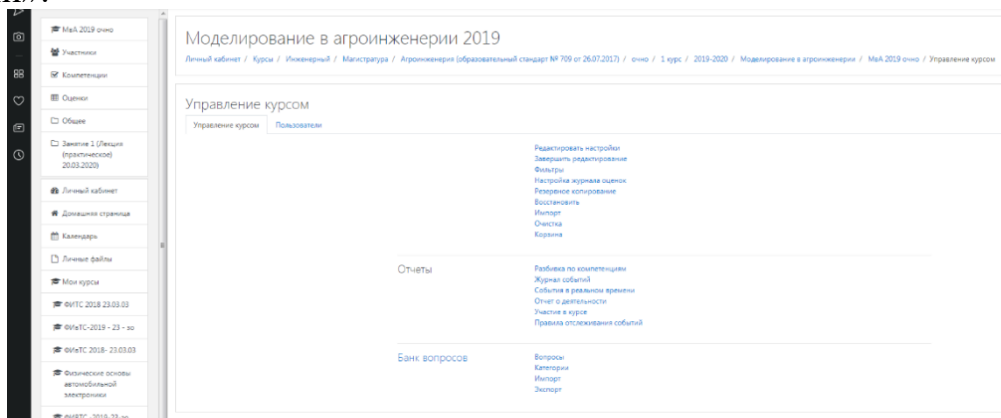 МвА 2019 очно
Участники
Компетенции
Оценки
Общее
Занятие 1 (Лекция
(практическое)
20.03.2020)
Личный кабинет
Домашняя страница
Календарь
Личные файлы
Мои курсы
ФИТС 2018 23.03.03
ФИвТС-2019 - 23 - зо
ФИвТС 2018- 23.03.03
Физические основы
автомобильной
электроники
Моделирование в агроинженерии 2019
Личный кабинет / Курсы / Инженерный / Магистратура / Агроинженерия (образовательный стандарт № 709 от 26.07.2017) / очно / 1 курс / 2019-2020 / Моделирование в агроинженерии / МвА 2019 очно / Управление курсом
Управление курсом
Управление курсом Пользователи
Редактировать настройки
Завершить редактирование
Фильтры
Настройка журнала оценок
Резервное копирование
Восстановить
Импорт
Очистка
Корзина
Отчеты
Разбивка по компетенциям
Журнал событий
События в реальном времени
Отчет о деятельности
Участие в курсе
Правила отслеживания событий
Банк вопросов
Вопросы
Категории
Импорт
Экспорт